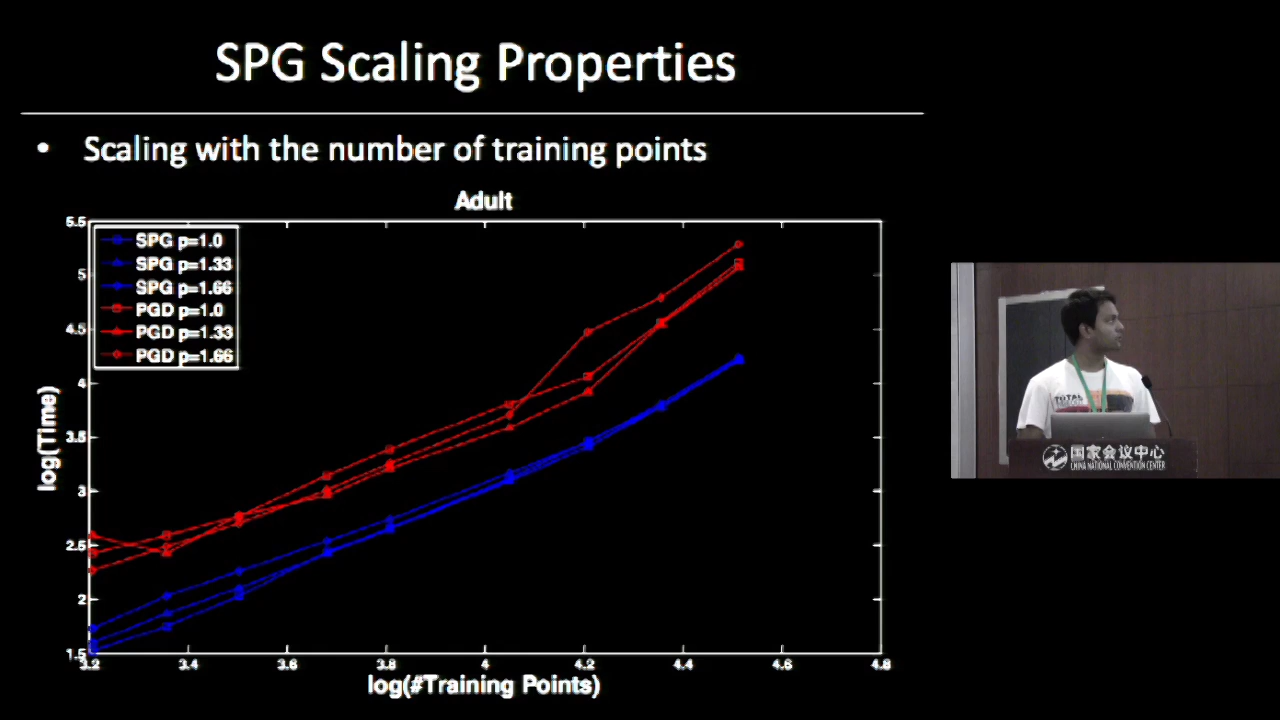 SPG Scaling Properties
• Scaling with the number of training points
Adult
5.5
5
4.5
4
3.5
3
2.5
2
1.5
SPG p=1.0
SPG p=1.33
SPG p=1.66
PGD p=1.0
PGD p=1.33
PGD p=1.66
log(Time)
3.2 3.4 3.6 3.8 4 4.2 4.4 4.6 4.8
log(#Training Points)
TOTAL
国家会议中心
CHINA NATIONAL CONVENTION CENTER